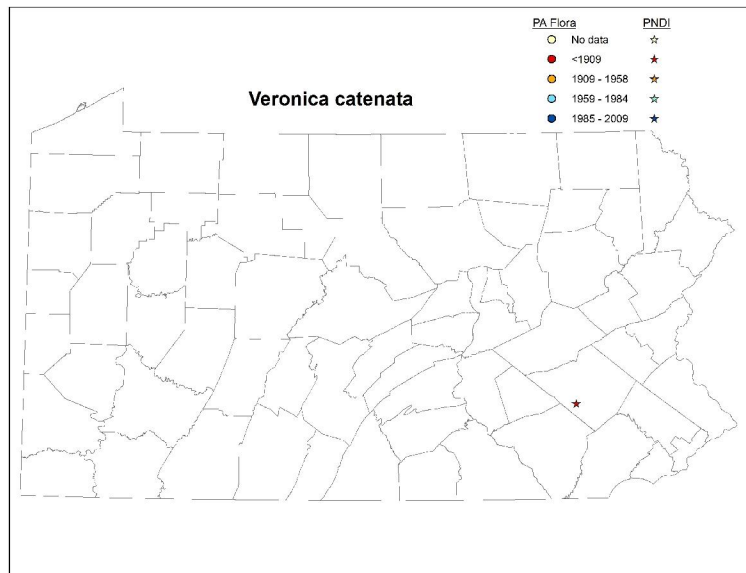 PA Flora PNDI
No data
<1909
Veronica catenata
1909 - 1958
1959 - 1984
1985 - 2009